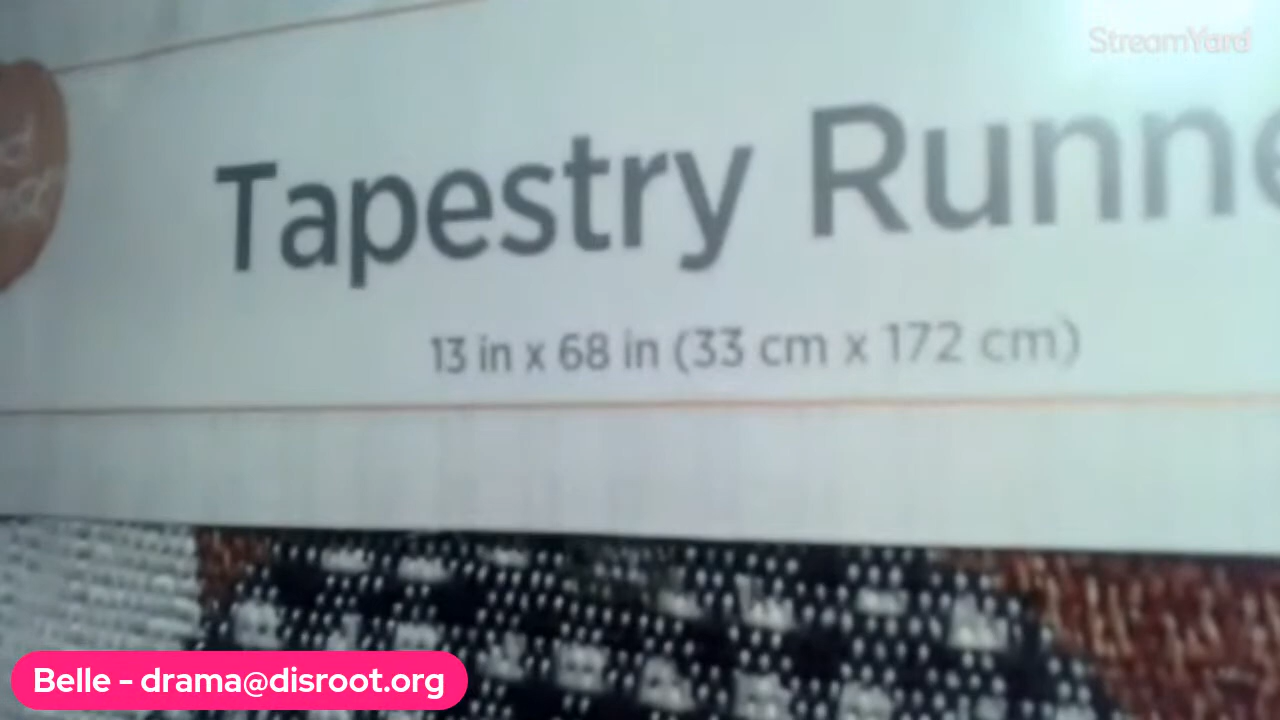 StreamYard
Tapestry Runne
13 in x 68 in (33 cm x 172 cm)
Belle - drama@disroot.org